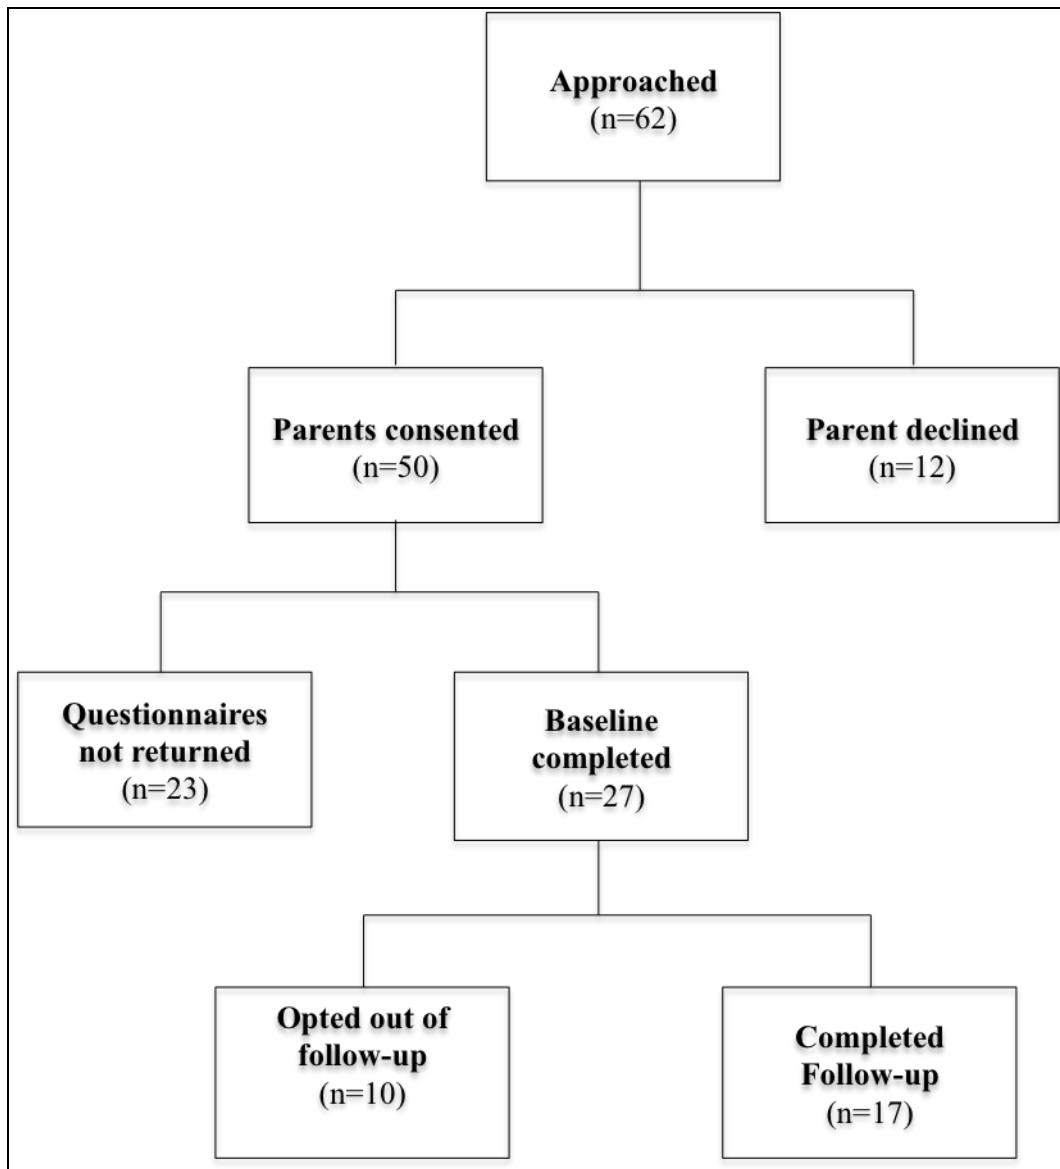 Approached
(n=62)
Parents consented
(n=50)
Parent declined
(n=12)
Questionnaires
not returned
(n=23)
Baseline
completed
(n=27)
Opted out of
follow-up
(n=10)
Completed
Follow-up
(n=17)